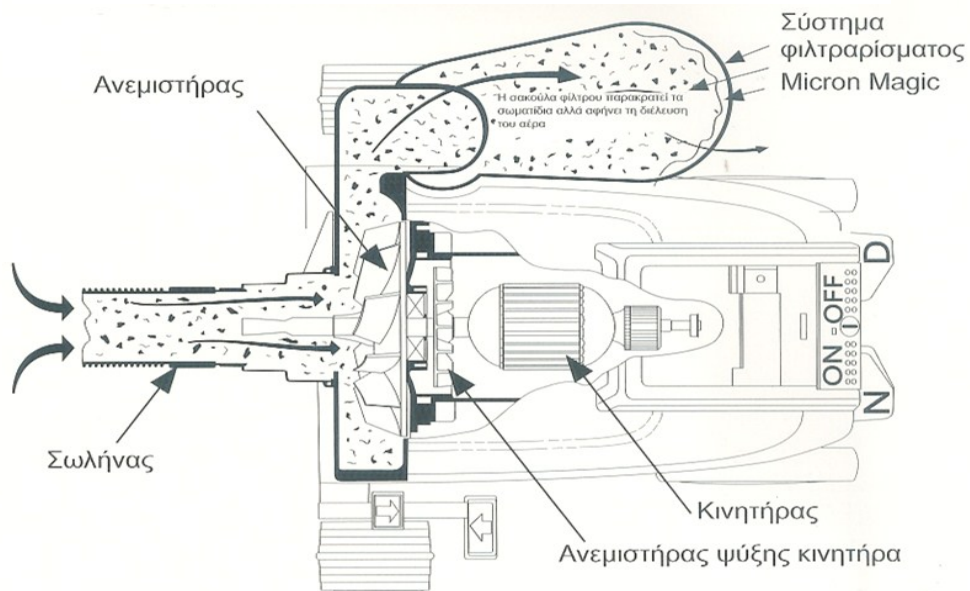 Σύστημα
φιλτραρίσματος
Micron Magic
Ανεμιστήρας
Η σακούλα φίλτρου παρακρατεί τα
σωματίδια αλλά αφήνει τη διέλευση
του αέρα
D
ON - OFF
N
Σωλήνας
Κινητήρας
Ανεμιστήρας ψύξης κινητήρα